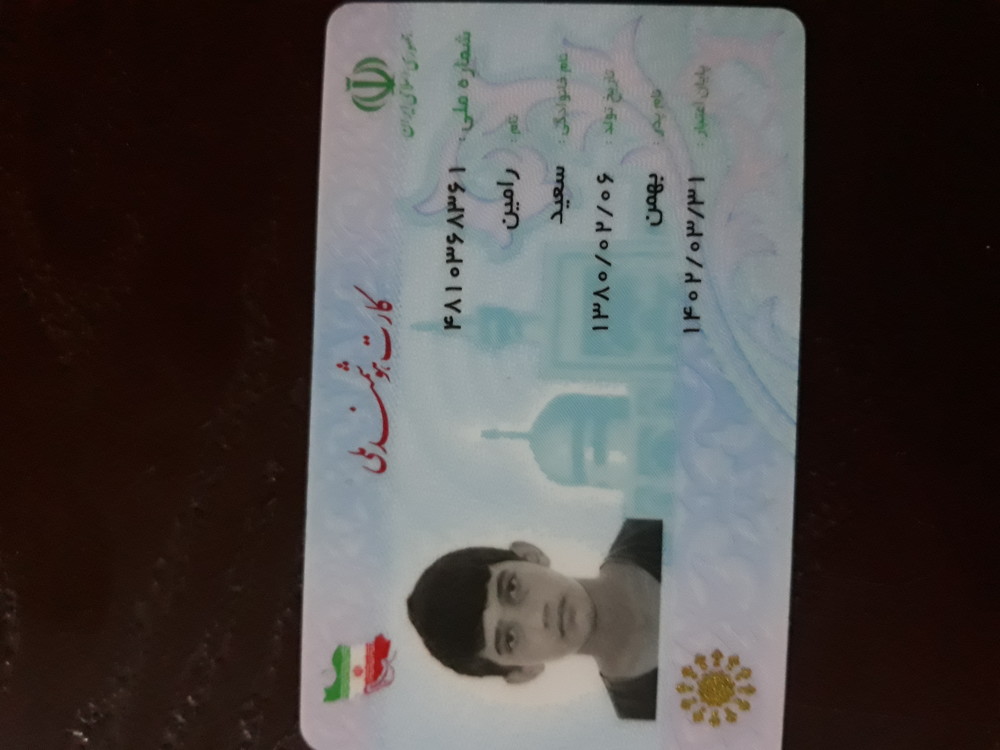 جمهوری اسلامی ایران
کارت هوشمند ملی
شماره ملی : ۴۸۱۰۳۶۸۳۶۱
نام : رامین
نام خانوادگی : سعید
تاریخ تولد : ۱۳۸۰/۰۲/۰۶
نام پدر : بهمن
پایان اعتبار : ۱۴۰۲/۰۳/۳۱